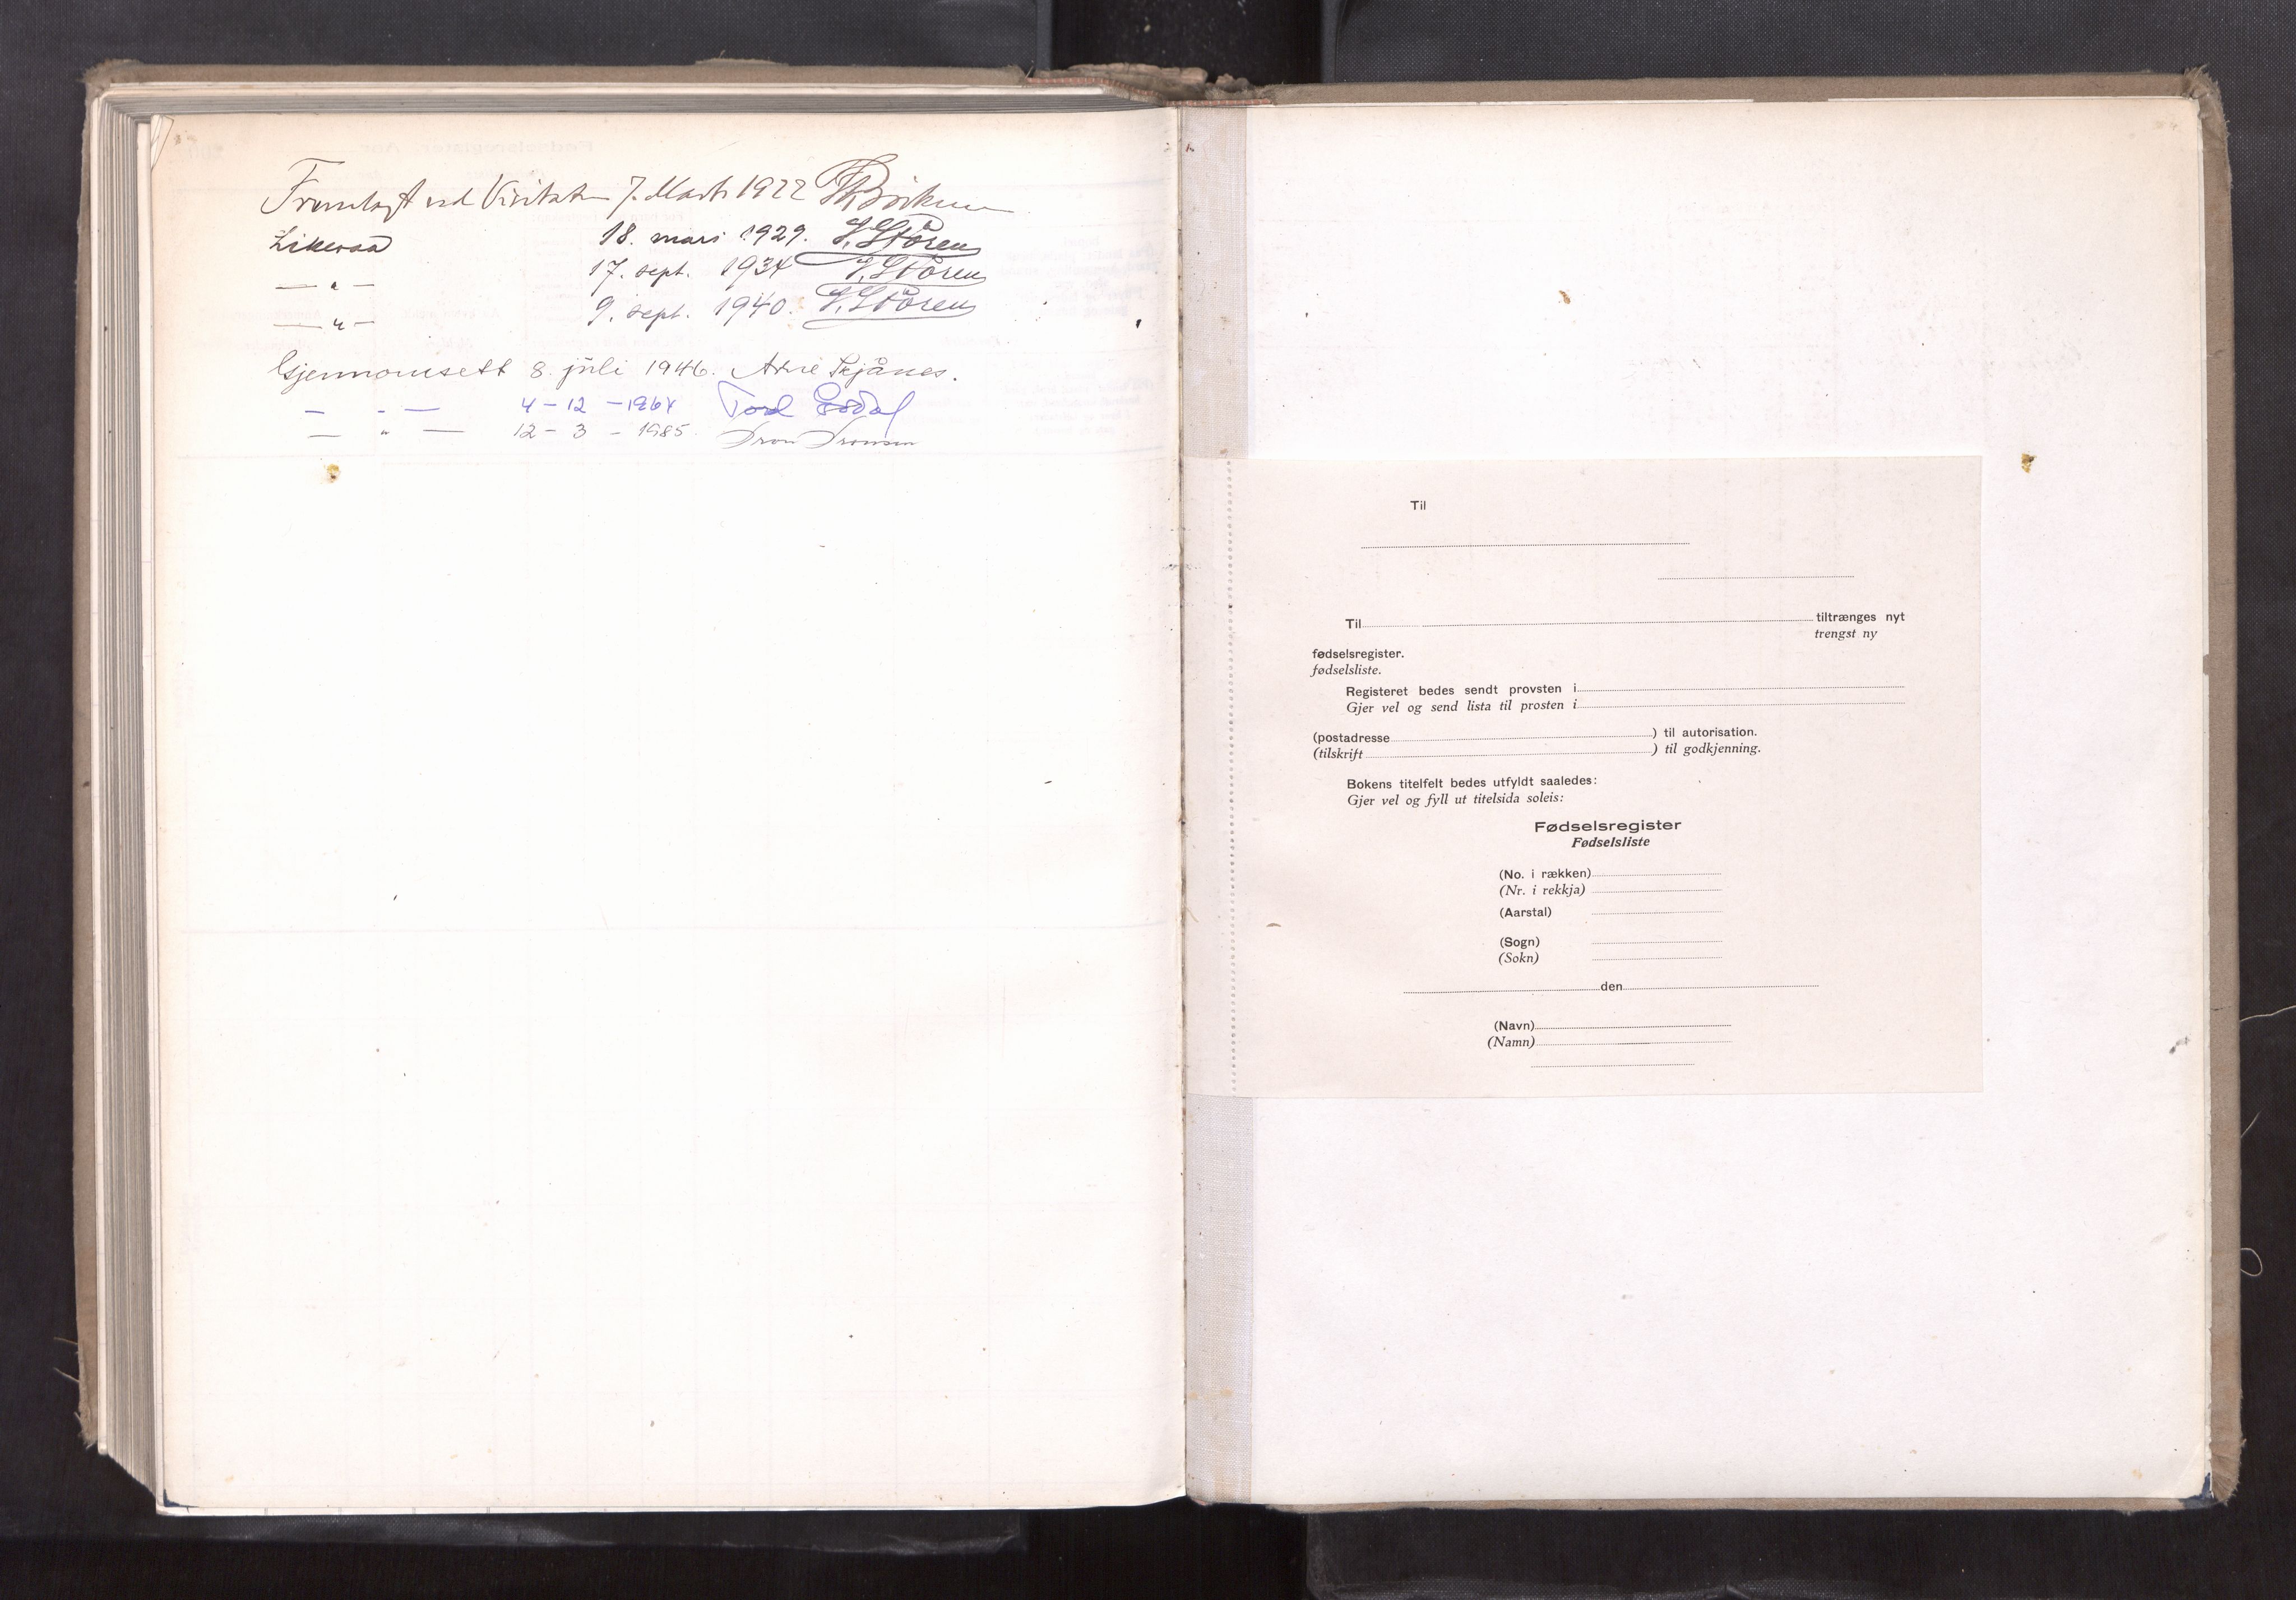 Fremlagt ved Visitats 7. Marts 1922
Likeså 18. mars 1929. J. Støren
— " — 17. sept. 1934 J. Støren
— " — 9. sept. 1940. J. Støren
Gjennomsett 8. juli 1946. Arne Skjånes.
— " — 4 - 12 - 1964 Tord Godal
— " — 12 - 3 - 1985.
Til
Til tiltrænges nyt
trengst ny
fødselsregister.
fødselsliste.
Registeret bedes sendt provsten i
Gjer vel og send lista til prosten i
(postadresse ) til autorisation.
(tilskrift ) til godkjenning.
Bokens titelfelt bedes utfyldt saaledes:
Gjer vel og fyll ut titelsida soleis:
Fødselsregister
Fødselsliste
(No. i rækken)
(Nr. i rekkja)
(Aarstal)
(Sogn)
(Sokn)
den
(Navn)
(Namn)